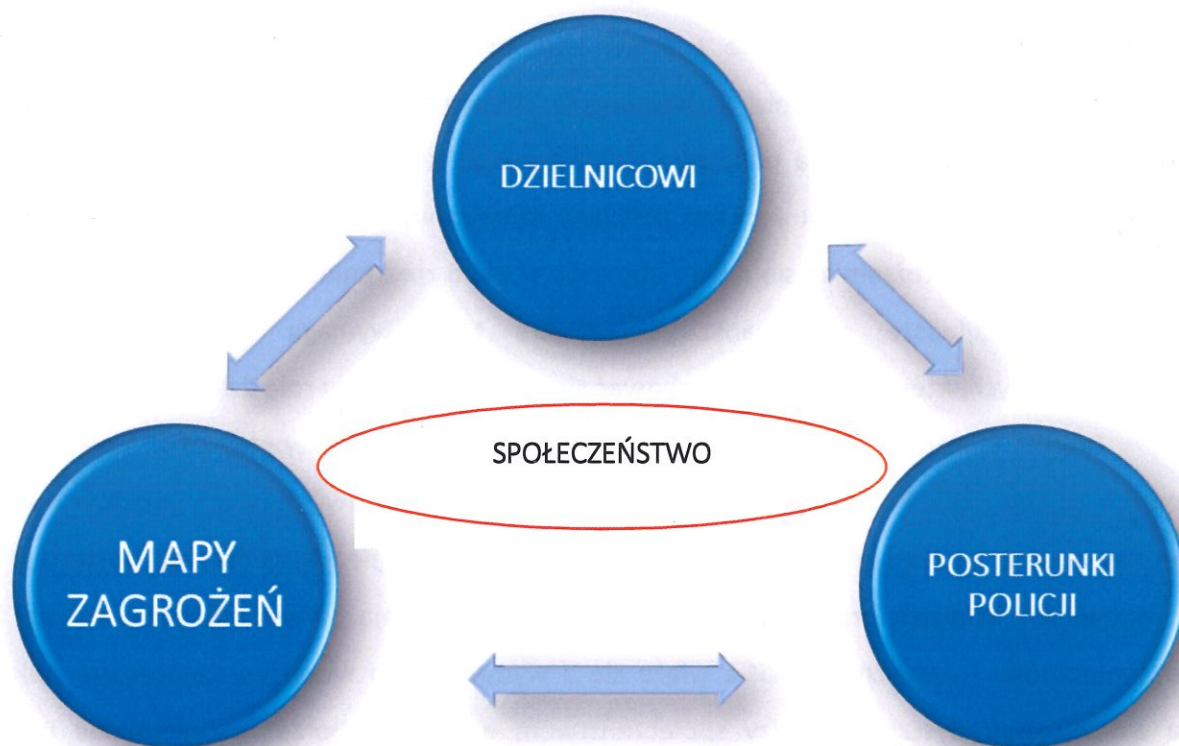 DZIELNICOWI
SPOŁECZEŃSTWO
MAPY
ZAGROŻEŃ
POSTERUNKI
POLICJI